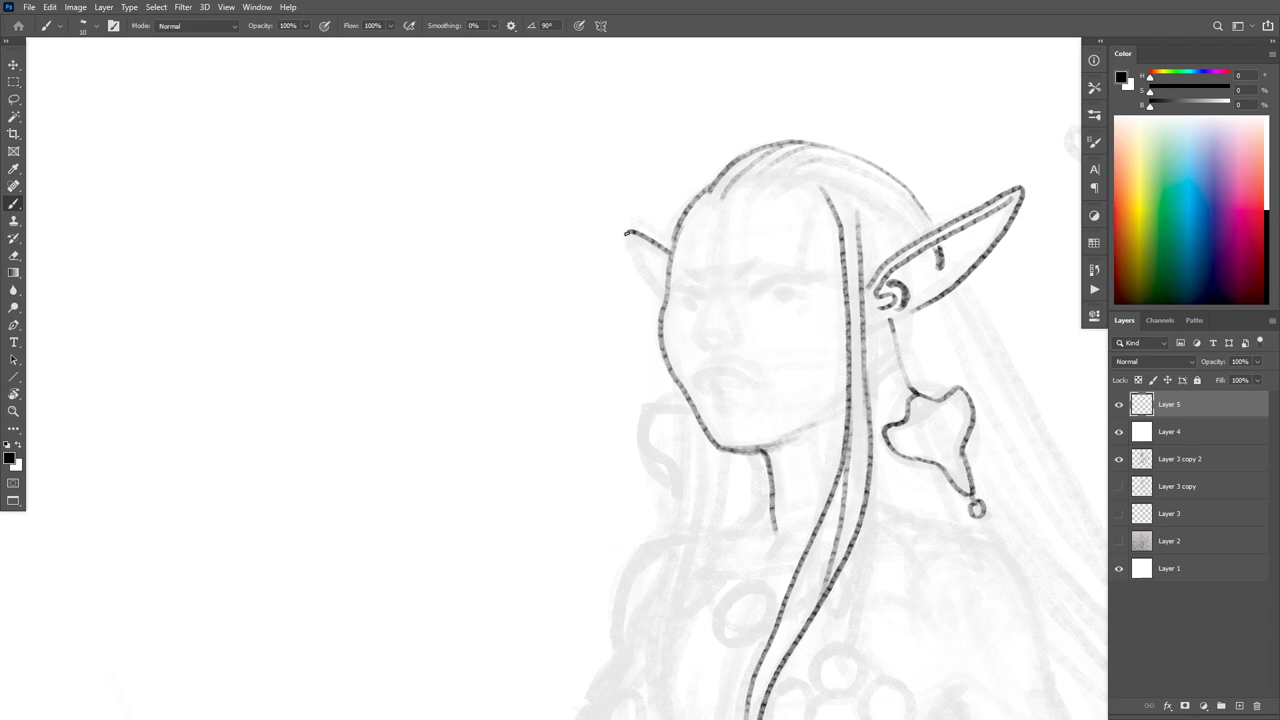 Ps File Edit Image Layer Type Select Filter 3D View Window Help
10 Mode: Normal Opacity: 100% Flow: 100% Smoothing: 0% 90°
Color
H 0 °
S 0 %
B 0 %
Layers Channels Paths
Kind
Normal Opacity: 100%
Lock: Fill: 100%
Layer 5
Layer 4
Layer 3 copy 2
Layer 3 copy
Layer 3
Layer 2
Layer 1